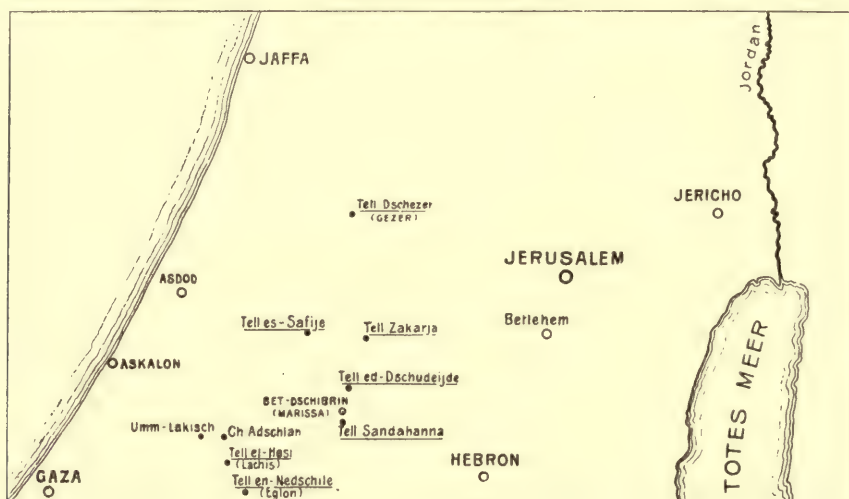 JAFFA
Jordan
Tell Dschezer
(GEZER)
JERICHO
JERUSALEM
ASDOD
Tell es-Safije
Tell Zakarja
Betlehem
ASKALON
Tell ed-Dschudeijde
BET-DSCHIBRIN
(MARISSA)
Umm-Lakisch
Ch Adschlan
Tell Sandahanna
Tell el-Hasi
(Lachis)
HEBRON
TOTES MEER
GAZA
Tell en-Nedschile
(Eglon)